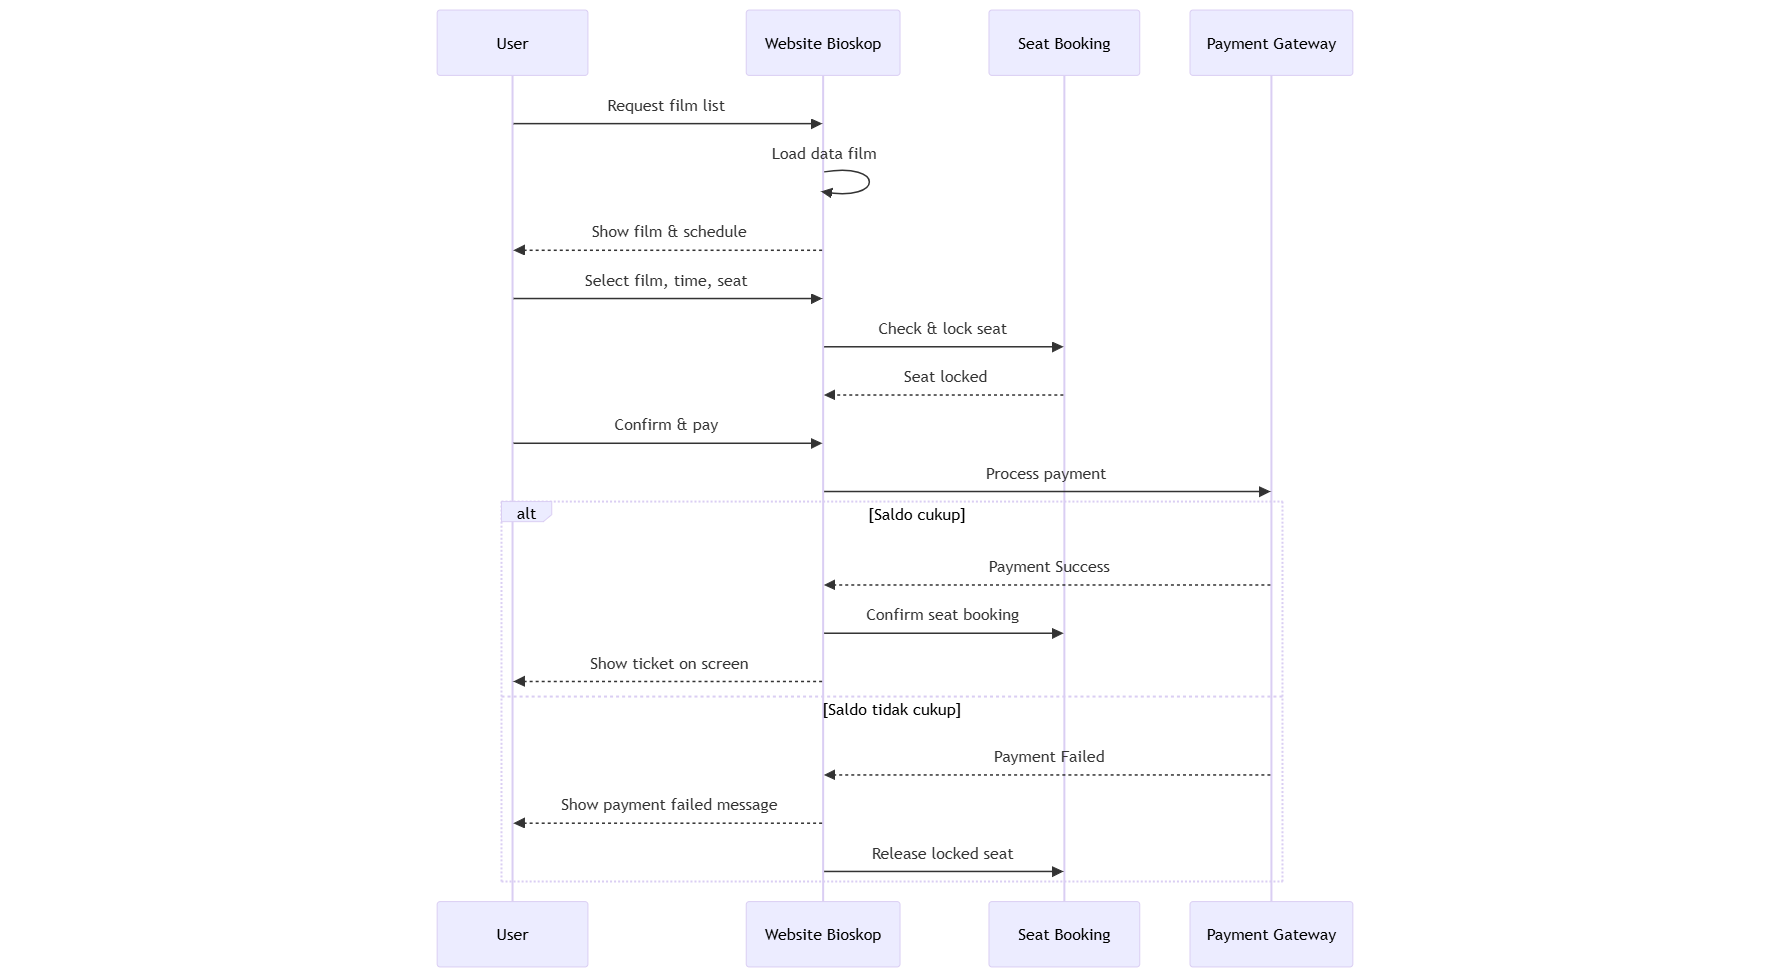 User
Website Bioskop
Seat Booking
Payment Gateway
Request film list
Load data film
Show film & schedule
Select film, time, seat
Check & lock seat
Seat locked
Confirm & pay
Process payment
alt
[Saldo cukup]
Payment Success
Confirm seat booking
Show ticket on screen
[Saldo tidak cukup]
Payment Failed
Show payment failed message
Release locked seat
User
Website Bioskop
Seat Booking
Payment Gateway